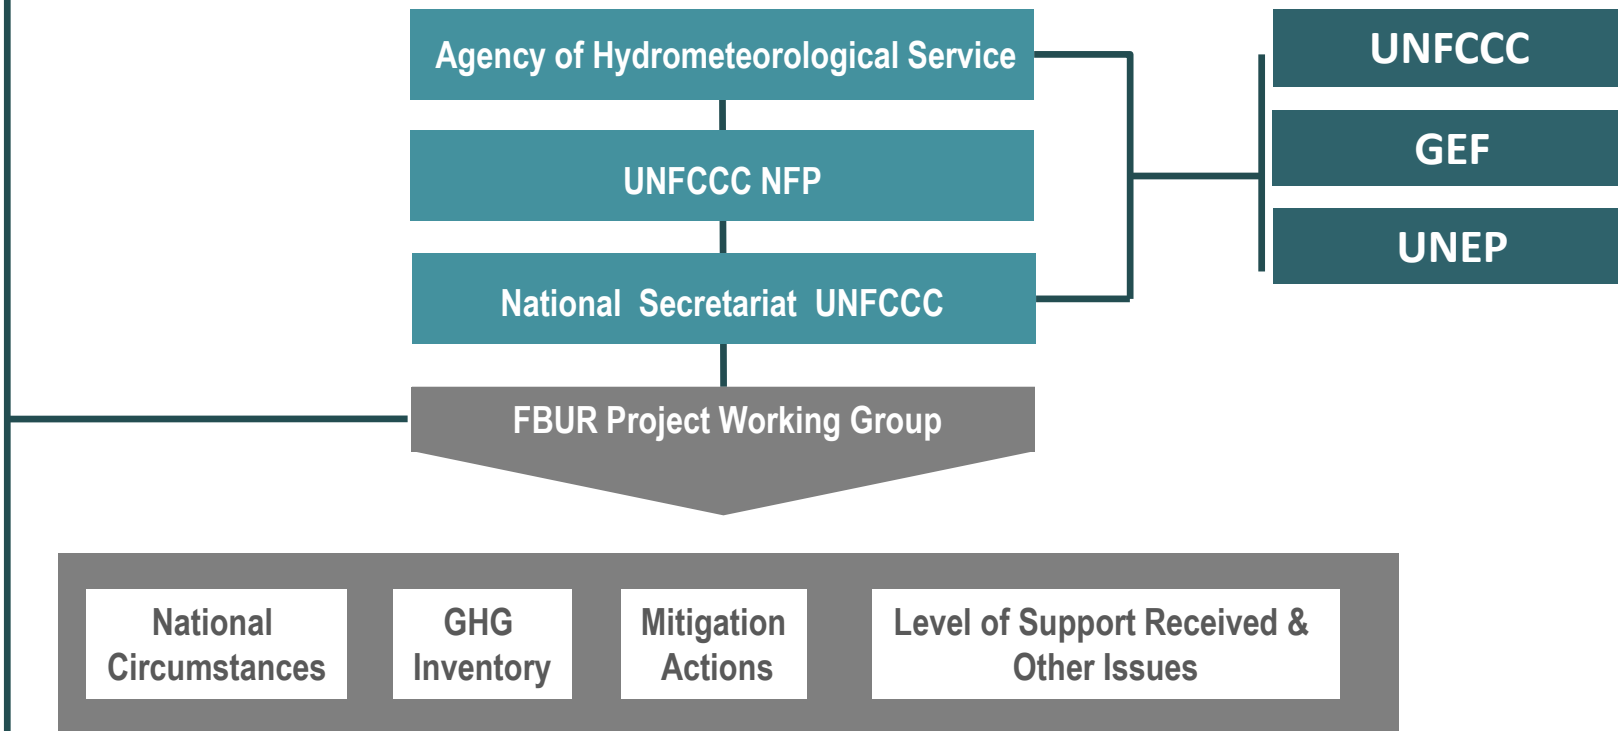 Agency of Hydrometeorological Service
UNFCCC
UNFCCC NFP
GEF
National Secretariat UNFCCC
UNEP
FBUR Project Working Group
National
Circumstances
GHG
Inventory
Mitigation
Actions
Level of Support Received &
Other Issues